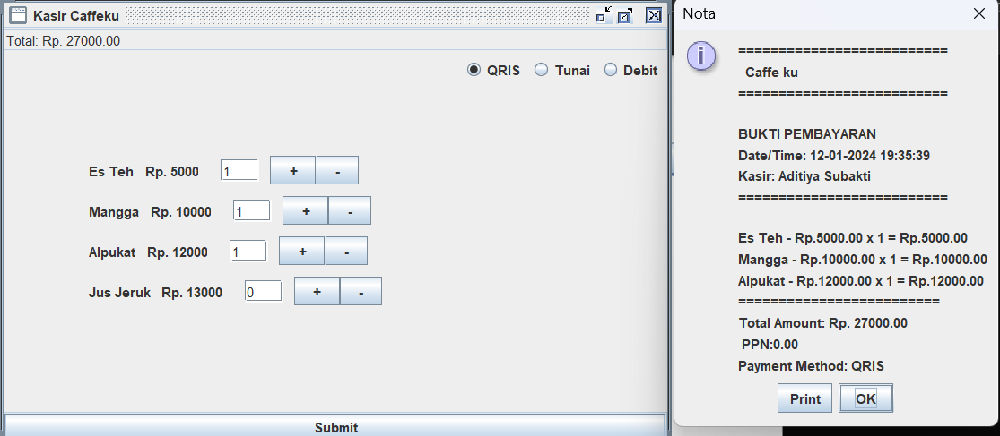 Kasir Caffeku
Total: Rp. 27000.00
QRIS Tunai Debit
Es Teh Rp. 5000 1 + -
Mangga Rp. 10000 1 + -
Alpukat Rp. 12000 1 + -
Jus Jeruk Rp. 13000 0 + -
Submit
Nota
==========================
Caffe ku
==========================
BUKTI PEMBAYARAN
Date/Time: 12-01-2024 19:35:39
Kasir: Aditiya Subakti
==========================
Es Teh - Rp.5000.00 x 1 = Rp.5000.00
Mangga - Rp.10000.00 x 1 = Rp.10000.00
Alpukat - Rp.12000.00 x 1 = Rp.12000.00
=========================
Total Amount: Rp. 27000.00
PPN:0.00
Payment Method: QRIS
Print OK